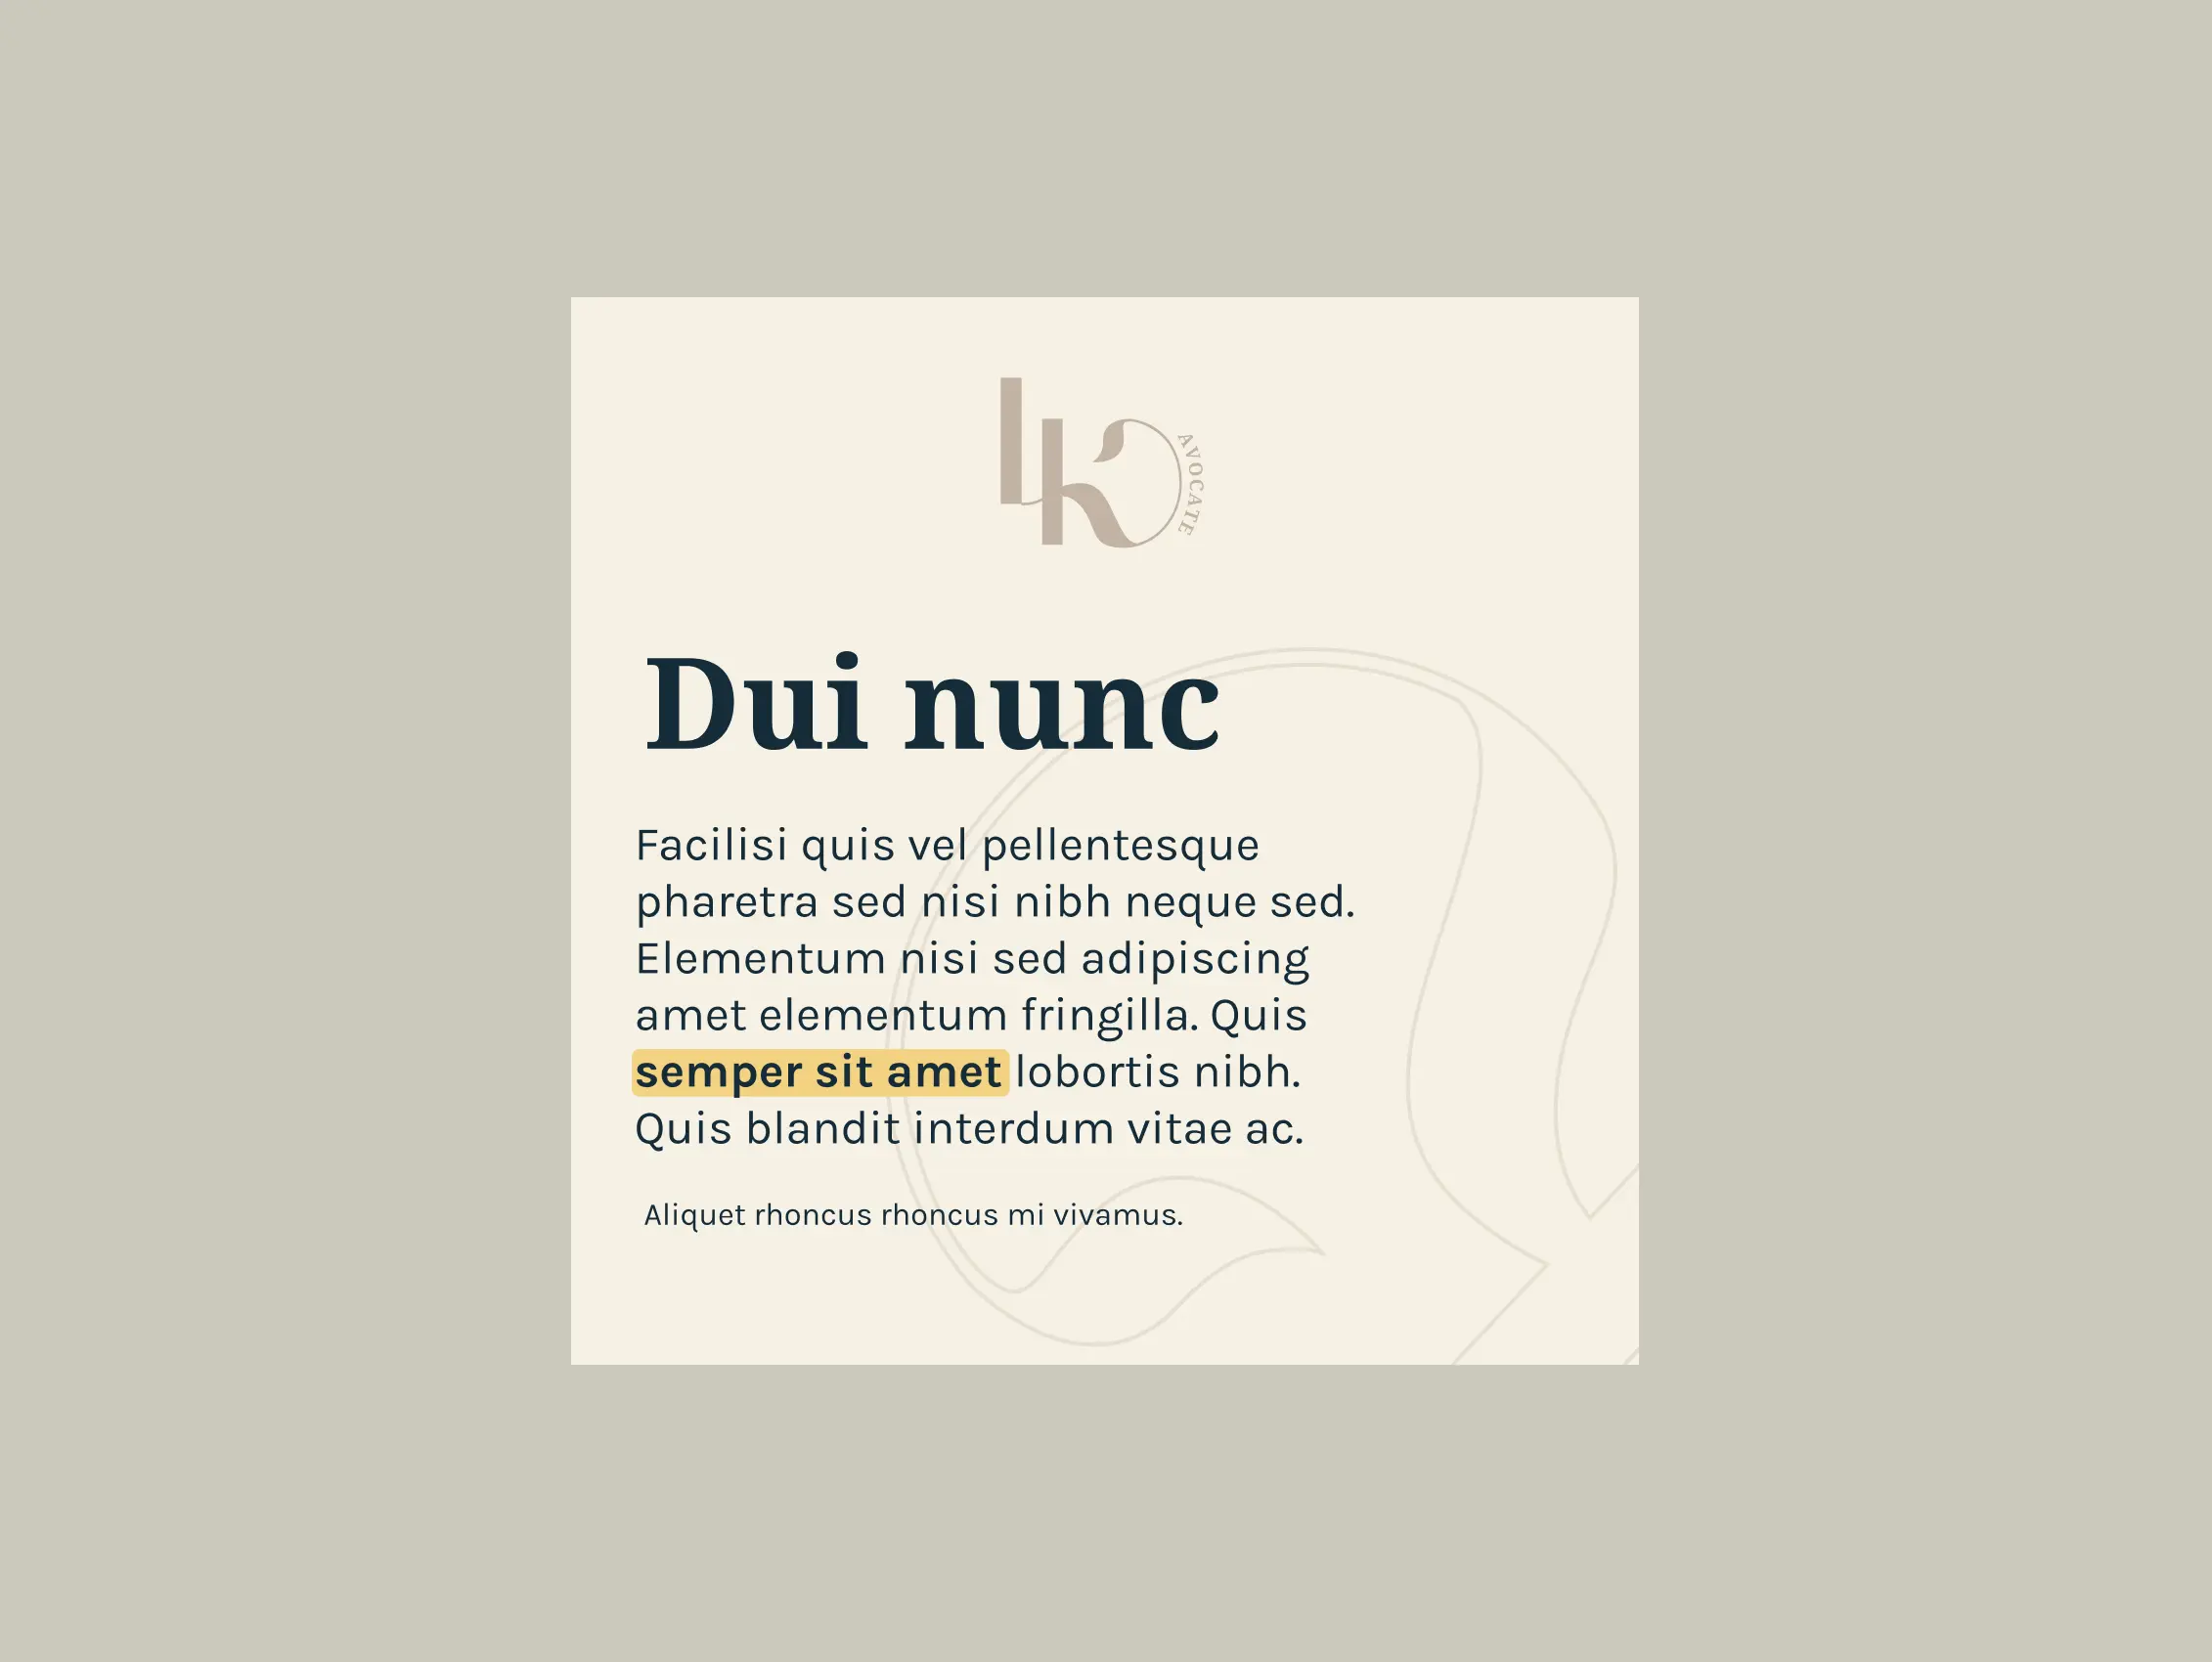 lk
AVOCATE
Dui nunc
Facilisi quis vel pellentesque
pharetra sed nisi nibh neque sed.
Elementum nisi sed adipiscing
amet elementum fringilla. Quis
semper sit amet lobortis nibh.
Quis blandit interdum vitae ac.
Aliquet rhoncus rhoncus mi vivamus.